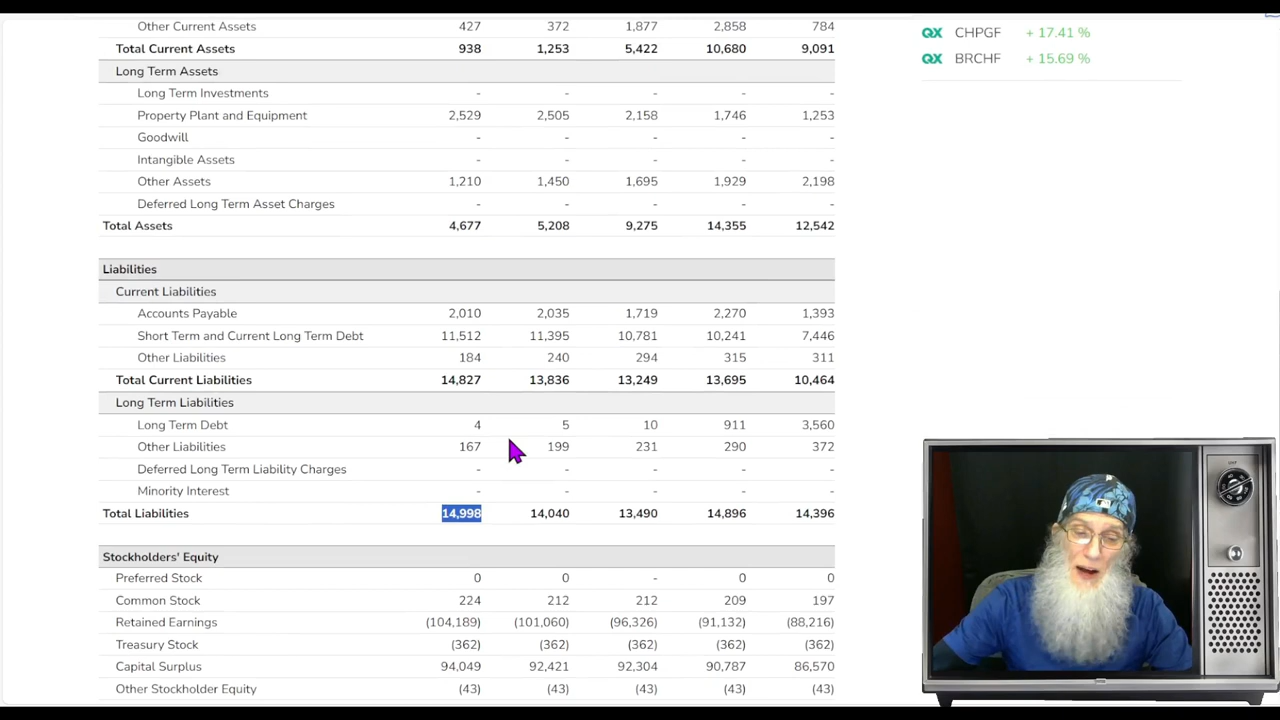 Other Current Assets 427 372 1,877 2,858 784
Total Current Assets 938 1,253 5,422 10,680 9,091
Long Term Assets
Long Term Investments - - - - -
Property Plant and Equipment 2,529 2,505 2,158 1,746 1,253
Goodwill - - - - -
Intangible Assets - - - - -
Other Assets 1,210 1,450 1,695 1,929 2,198
Deferred Long Term Asset Charges - - - - -
Total Assets 4,677 5,208 9,275 14,355 12,542
Liabilities
Current Liabilities
Accounts Payable 2,010 2,035 1,719 2,270 1,393
Short Term and Current Long Term Debt 11,512 11,395 10,781 10,241 7,446
Other Liabilities 184 240 294 315 311
Total Current Liabilities 14,827 13,836 13,249 13,695 10,464
Long Term Liabilities
Long Term Debt 4 5 10 911 3,560
Other Liabilities 167 199 231 290 372
Deferred Long Term Liability Charges - - - - -
Minority Interest - - - - -
Total Liabilities 14,998 14,040 13,490 14,896 14,396
Stockholders' Equity
Preferred Stock 0 0 - 0 0
Common Stock 224 212 212 209 197
Retained Earnings (104,189) (101,060) (96,326) (91,132) (88,216)
Treasury Stock (362) (362) (362) (362) (362)
Capital Surplus 94,049 92,421 92,304 90,787 86,570
Other Stockholder Equity (43) (43) (43) (43) (43)
QX CHPGF + 17.41 %
QX BRCHF + 15.69 %